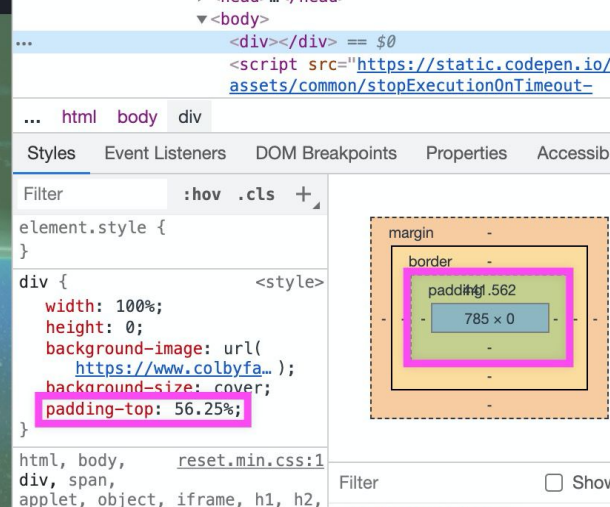 <body>
... <div></div> == $0
<script src="https://static.codepen.io/
assets/common/stopExecutionOnTimeout-
... html body div
Styles Event Listeners DOM Breakpoints Properties Accessib
Filter :hov .cls +
element.style {
}
div { <style>
width: 100%;
height: 0;
background-image: url(
https://www.colbyfa… );
background-size: cover;
padding-top: 56.25%;
}
html, body, reset.min.css:1
div, span,
applet, object, iframe, h1, h2,
margin -
border -
padding 441.562
- - - 785 × 0 - - -
-
-
-
Filter Show